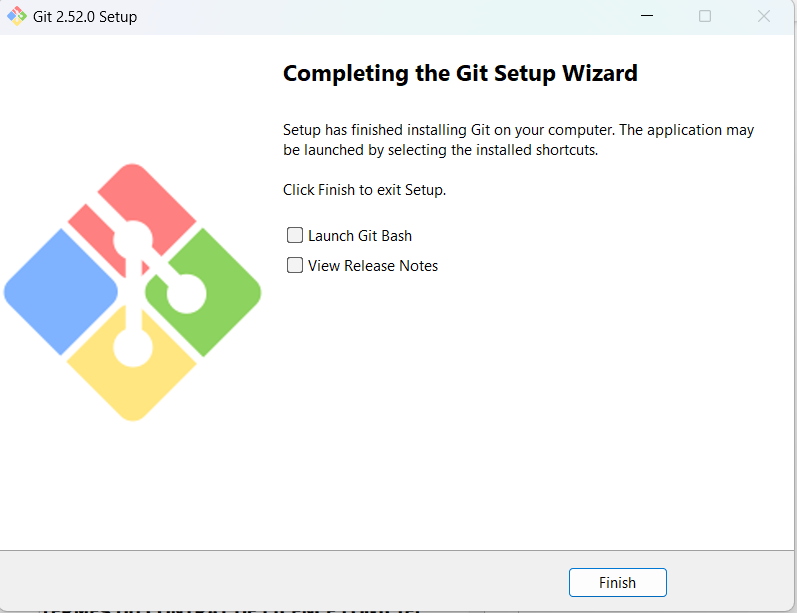 Git 2.52.0 Setup
Completing the Git Setup Wizard
Setup has finished installing Git on your computer. The application may
be launched by selecting the installed shortcuts.
Click Finish to exit Setup.
Launch Git Bash
View Release Notes
Finish